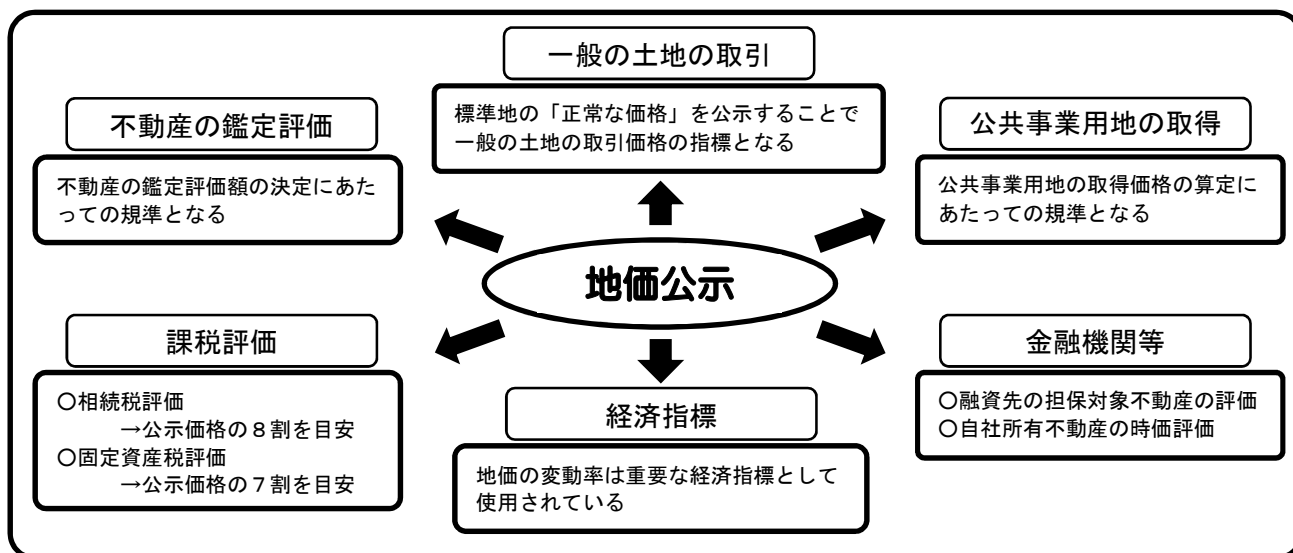 一般の土地の取引
標準地の「正常な価格」を公示することで
一般の土地の取引価格の指標となる
不動産の鑑定評価
不動産の鑑定評価額の決定にあた
っての規準となる
公共事業用地の取得
公共事業用地の取得価格の算定に
あたっての規準となる
地価公示
課税評価
〇相続税評価
→公示価格の８割を目安
〇固定資産税評価
→公示価格の７割を目安
経済指標
地価の変動率は重要な経済指標として
使用されている
金融機関等
〇融資先の担保対象不動産の評価
〇自社所有不動産の時価評価